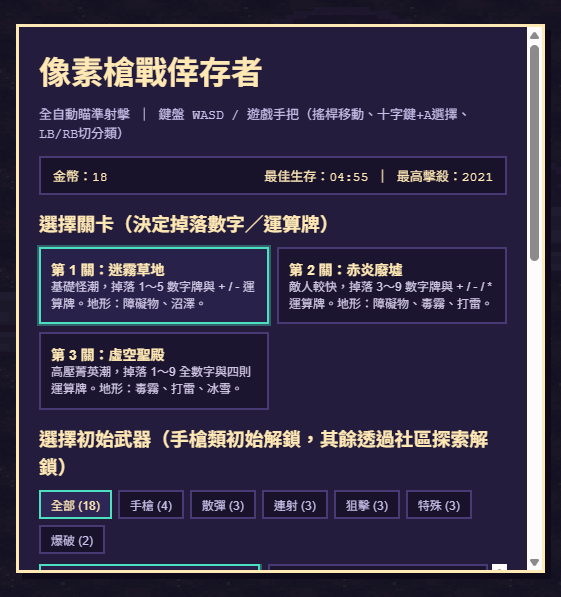 像素槍戰倖存者
全自動瞄準射擊 ｜ 鍵盤 WASD / 遊戲手把（搖桿移動、十字鍵+A選擇、
LB/RB切分類）
金幣：18
最佳生存：04:55 ｜ 最高擊殺：2021
選擇關卡（決定掉落數字／運算牌）
第 1 關：迷霧草地
基礎怪潮，掉落 1～5 數字牌與 + / - 運
算牌。地形：障礙物、沼澤。
第 2 關：赤炎廢墟
敵人較快，掉落 3～9 數字牌與 + / - / *
運算牌。地形：障礙物、毒霧、打雷。
第 3 關：虛空聖殿
高壓菁英潮，掉落 1～9 全數字與四則
運算牌。地形：毒霧、打雷、冰雪。
選擇初始武器（手槍類初始解鎖，其餘透過社區探索解
鎖）
全部 (18)
手槍 (4)
散彈 (3)
連射 (3)
狙擊 (3)
特殊 (3)
爆破 (2)